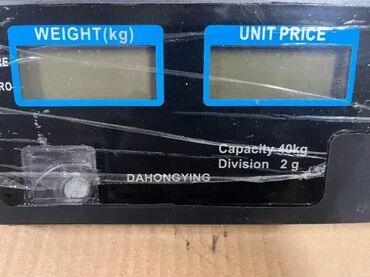 WEIGHT(kg)
UNIT PRICE
Capacity 40kg
Division 2 g
DAHONGYING